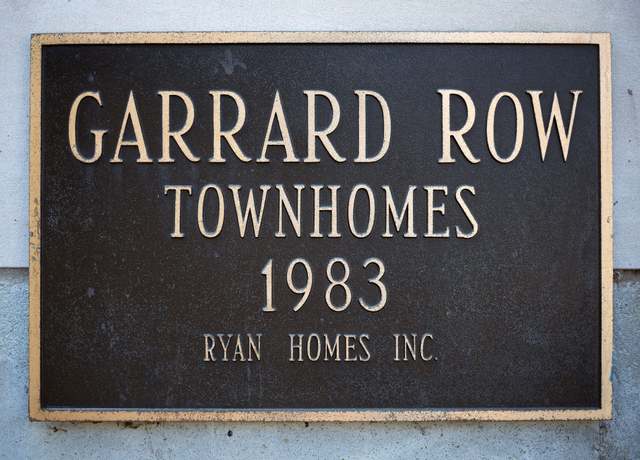 GARRARD ROW
TOWNHOMES
1983
RYAN HOMES INC.